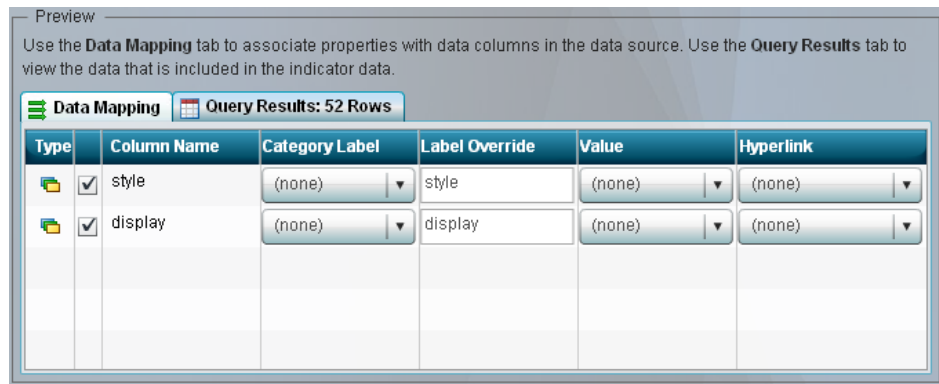 Preview
Use the Data Mapping tab to associate properties with data columns in the data source. Use the Query Results tab to
view the data that is included in the indicator data.
Data Mapping Query Results: 52 Rows
Type Column Name Category Label Label Override Value Hyperlink
style (none) style (none) (none)
display (none) display (none) (none)